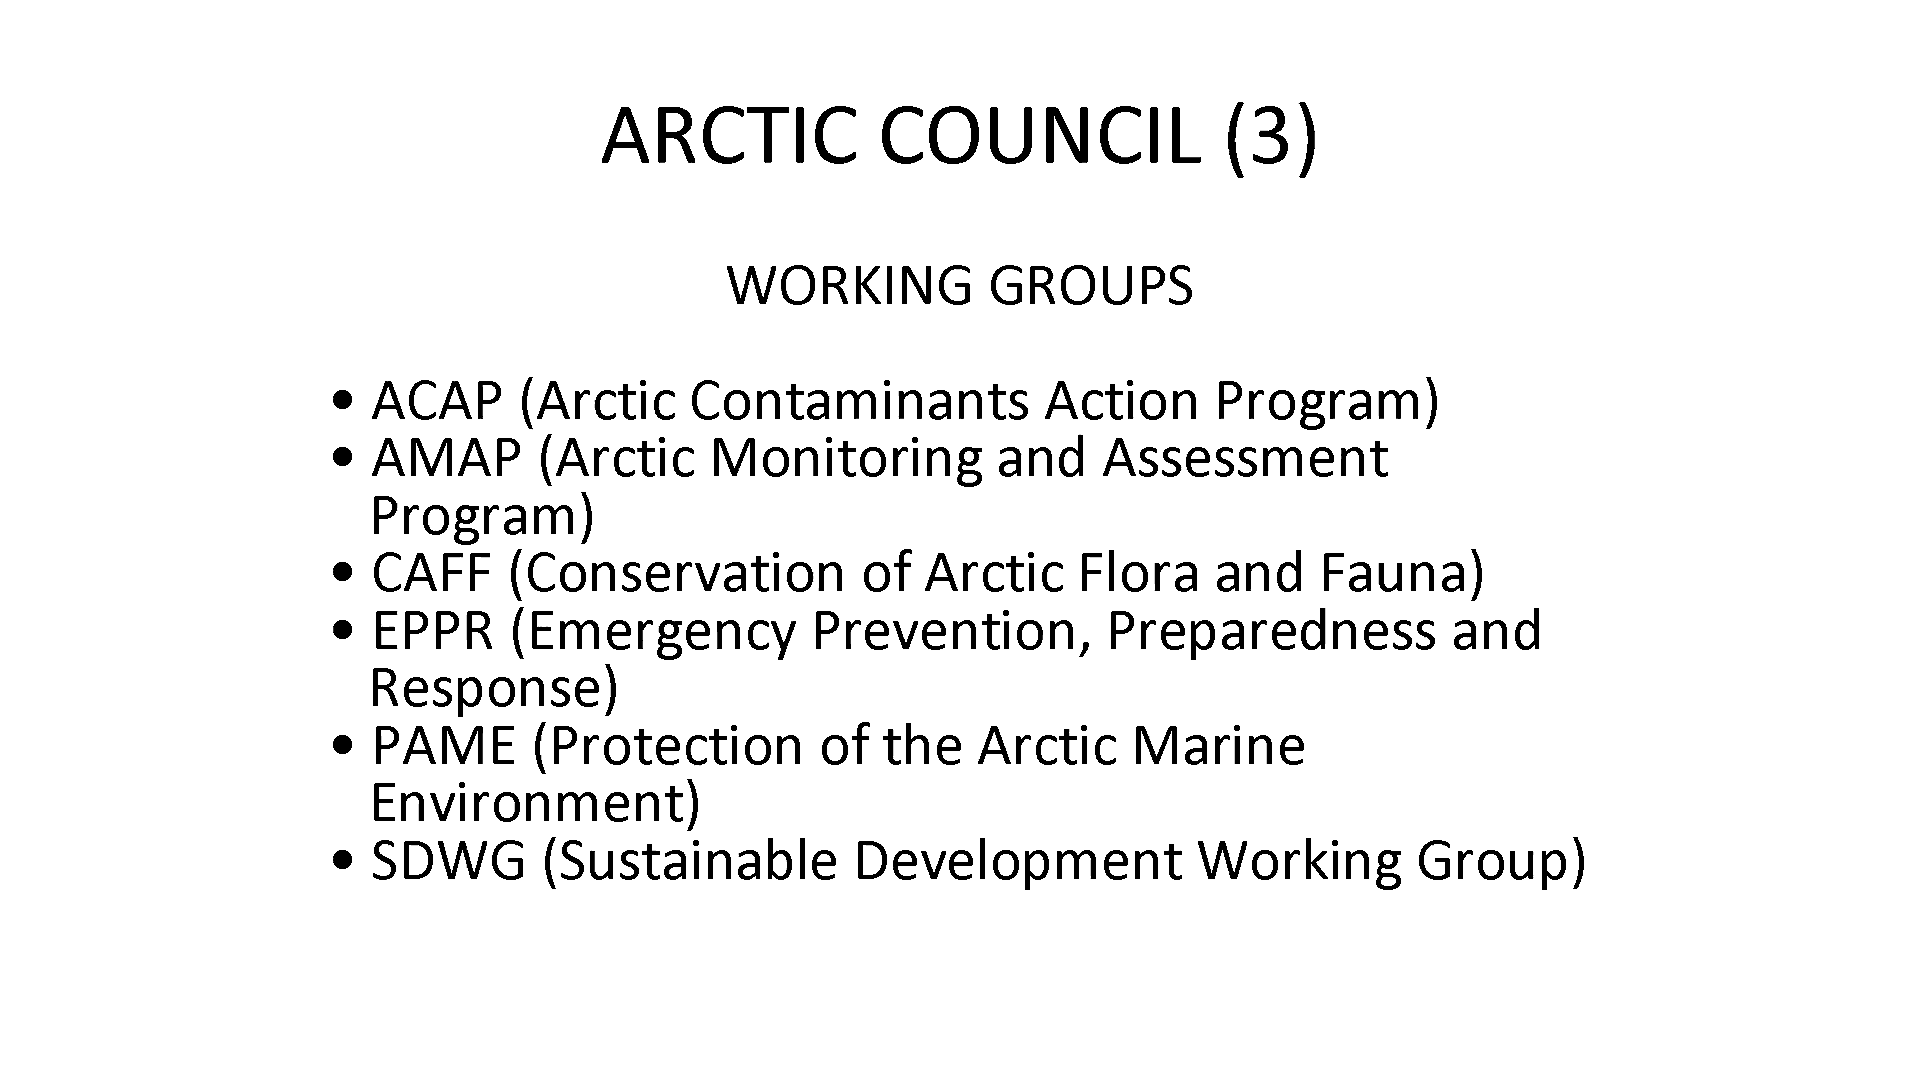 ARCTIC COUNCIL (3)
WORKING GROUPS
• ACAP (Arctic Contaminants Action Program)
• AMAP (Arctic Monitoring and Assessment
Program)
• CAFF (Conservation of Arctic Flora and Fauna)
• EPPR (Emergency Prevention, Preparedness and
Response)
• PAME (Protection of the Arctic Marine
Environment)
• SDWG (Sustainable Development Working Group)